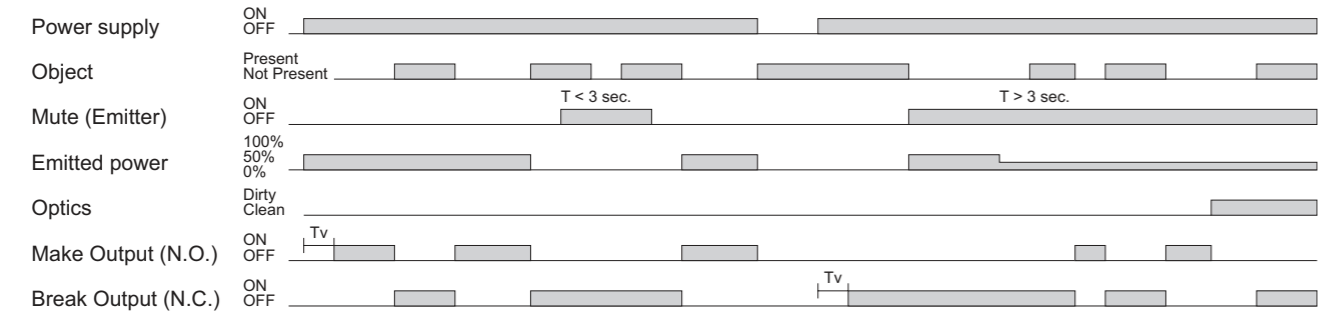 Power supply ON
OFF
Object Present
Not Present
Mute (Emitter) ON
OFF T < 3 sec. T > 3 sec.
Emitted power 100%
50%
0%
Optics Dirty
Clean
Make Output (N.O.) ON
OFF Tv
Break Output (N.C.) ON
OFF Tv